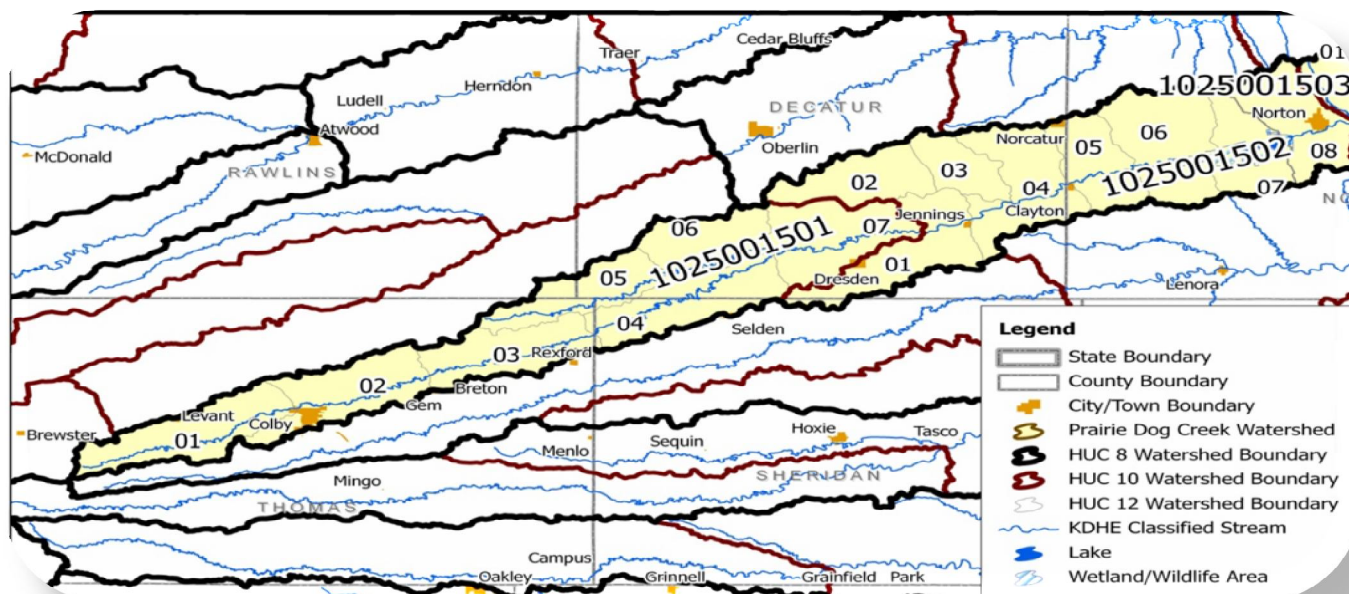 Traer
Cedar Bluffs
01
Herndon
1025001503
Ludell
DECATUR
Norton
Atwood
Oberlin
Norcatur
05
06
McDonald
RAWLINS
03
02
04
1025001502
08
07
Clayton
Jennings
06
1025001501
07
01
05
Dresden
Lenora
04
Selden
03
Rexford
02
Breton
Gem
Levant
Colby
01
Brewster
Menlo
Sequin
Hoxie
Tasco
Mingo
SHERIDAN
THOMAS
Campus
Oakley
Grinnell
Grainfield
Park
Legend
State Boundary
County Boundary
City/Town Boundary
Prairie Dog Creek Watershed
HUC 8 Watershed Boundary
HUC 10 Watershed Boundary
HUC 12 Watershed Boundary
KDHE Classified Stream
Lake
Wetland/Wildlife Area